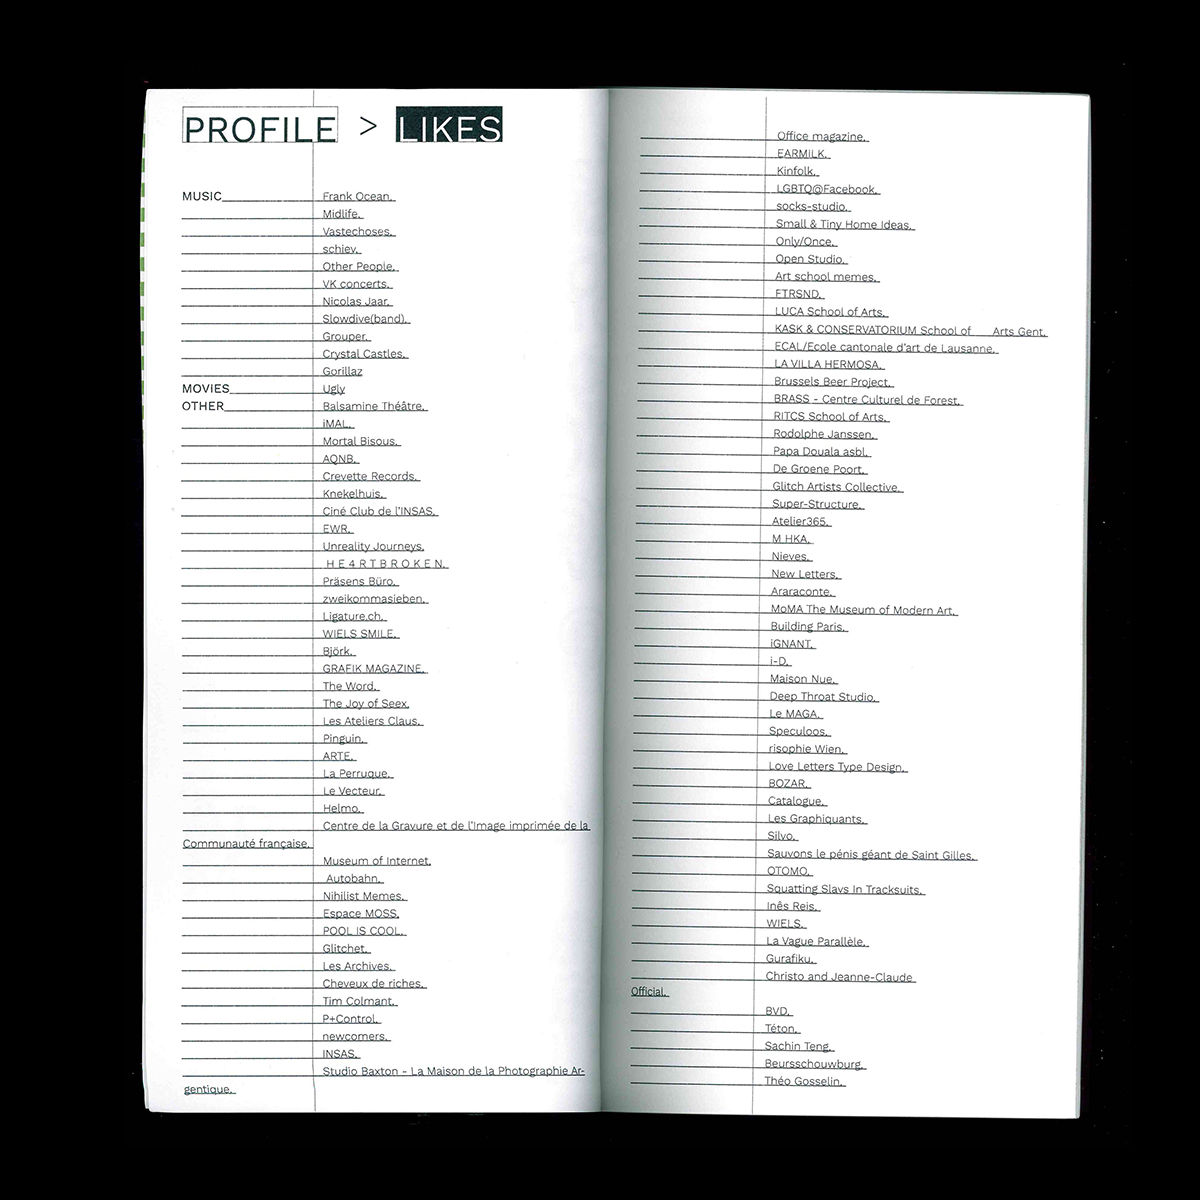 PROFILE > LIKES
MUSIC Frank Ocean,
Midlife,
Vastechoses,
schiev,
Other People,
VK concerts,
Nicolas Jaar,
Slowdive(band),
Grouper,
Crystal Castles,
Gorillaz
MOVIES Ugly
OTHER Balsamine Théâtre,
iMAL,
Mortal Bisous,
AQNB,
Crevette Records,
Knekelhuis,
Ciné Club de l'INSAS,
EWR,
Unreality Journeys,
H E 4 R T B R O K E N,
Präsens Büro,
zweikommasieben,
Ligature.ch,
WIELS SMILE,
Björk,
GRAFIK MAGAZINE,
The Word,
The Joy of Seex,
Les Ateliers Claus,
Pinguin,
ARTE,
La Perruque,
Le Vecteur,
Helmo,
Centre de la Gravure et de l'Image imprimée de la
Communauté française,
Museum of Internet,
Autobahn,
Nihilist Memes,
Espace MOSS,
POOL IS COOL,
Glitchet,
Les Archives,
Cheveux de riches,
Tim Colmant,
P+Control,
newcomers,
INSAS,
Studio Baxton - La Maison de la Photographie Ar-
gentique,
Office magazine,
EARMILK,
Kinfolk,
LGBTQ@Facebook,
socks-studio,
Small & Tiny Home Ideas,
Only/Once,
Open Studio,
Art school memes,
FTRSND,
LUCA School of Arts,
KASK & CONSERVATORIUM School of Arts Gent,
ECAL/Ecole cantonale d'art de Lausanne,
LA VILLA HERMOSA,
Brussels Beer Project,
BRASS - Centre Culturel de Forest,
RITCS School of Arts,
Rodolphe Janssen,
Papa Douala asbl,
De Groene Poort,
Glitch Artists Collective,
Super-Structure,
Atelier365,
M HKA,
Nieves,
New Letters,
Araraconte,
MoMA The Museum of Modern Art,
Building Paris,
iGNANT,
i-D,
Maison Nue,
Deep Throat Studio,
Le MAGA,
Speculoos,
risophie Wien,
Love Letters Type Design,
BOZAR,
Catalogue,
Les Graphiquants,
Silvo,
Sauvons le pénis géant de Saint Gilles,
OTOMO,
Squatting Slavs In Tracksuits,
Inês Reis,
WIELS,
La Vague Parallèle,
Gurafiku,
Christo and Jeanne-Claude
Official,
BVD,
Téton,
Sachin Teng,
Beursschouwburg,
Théo Gosselin,